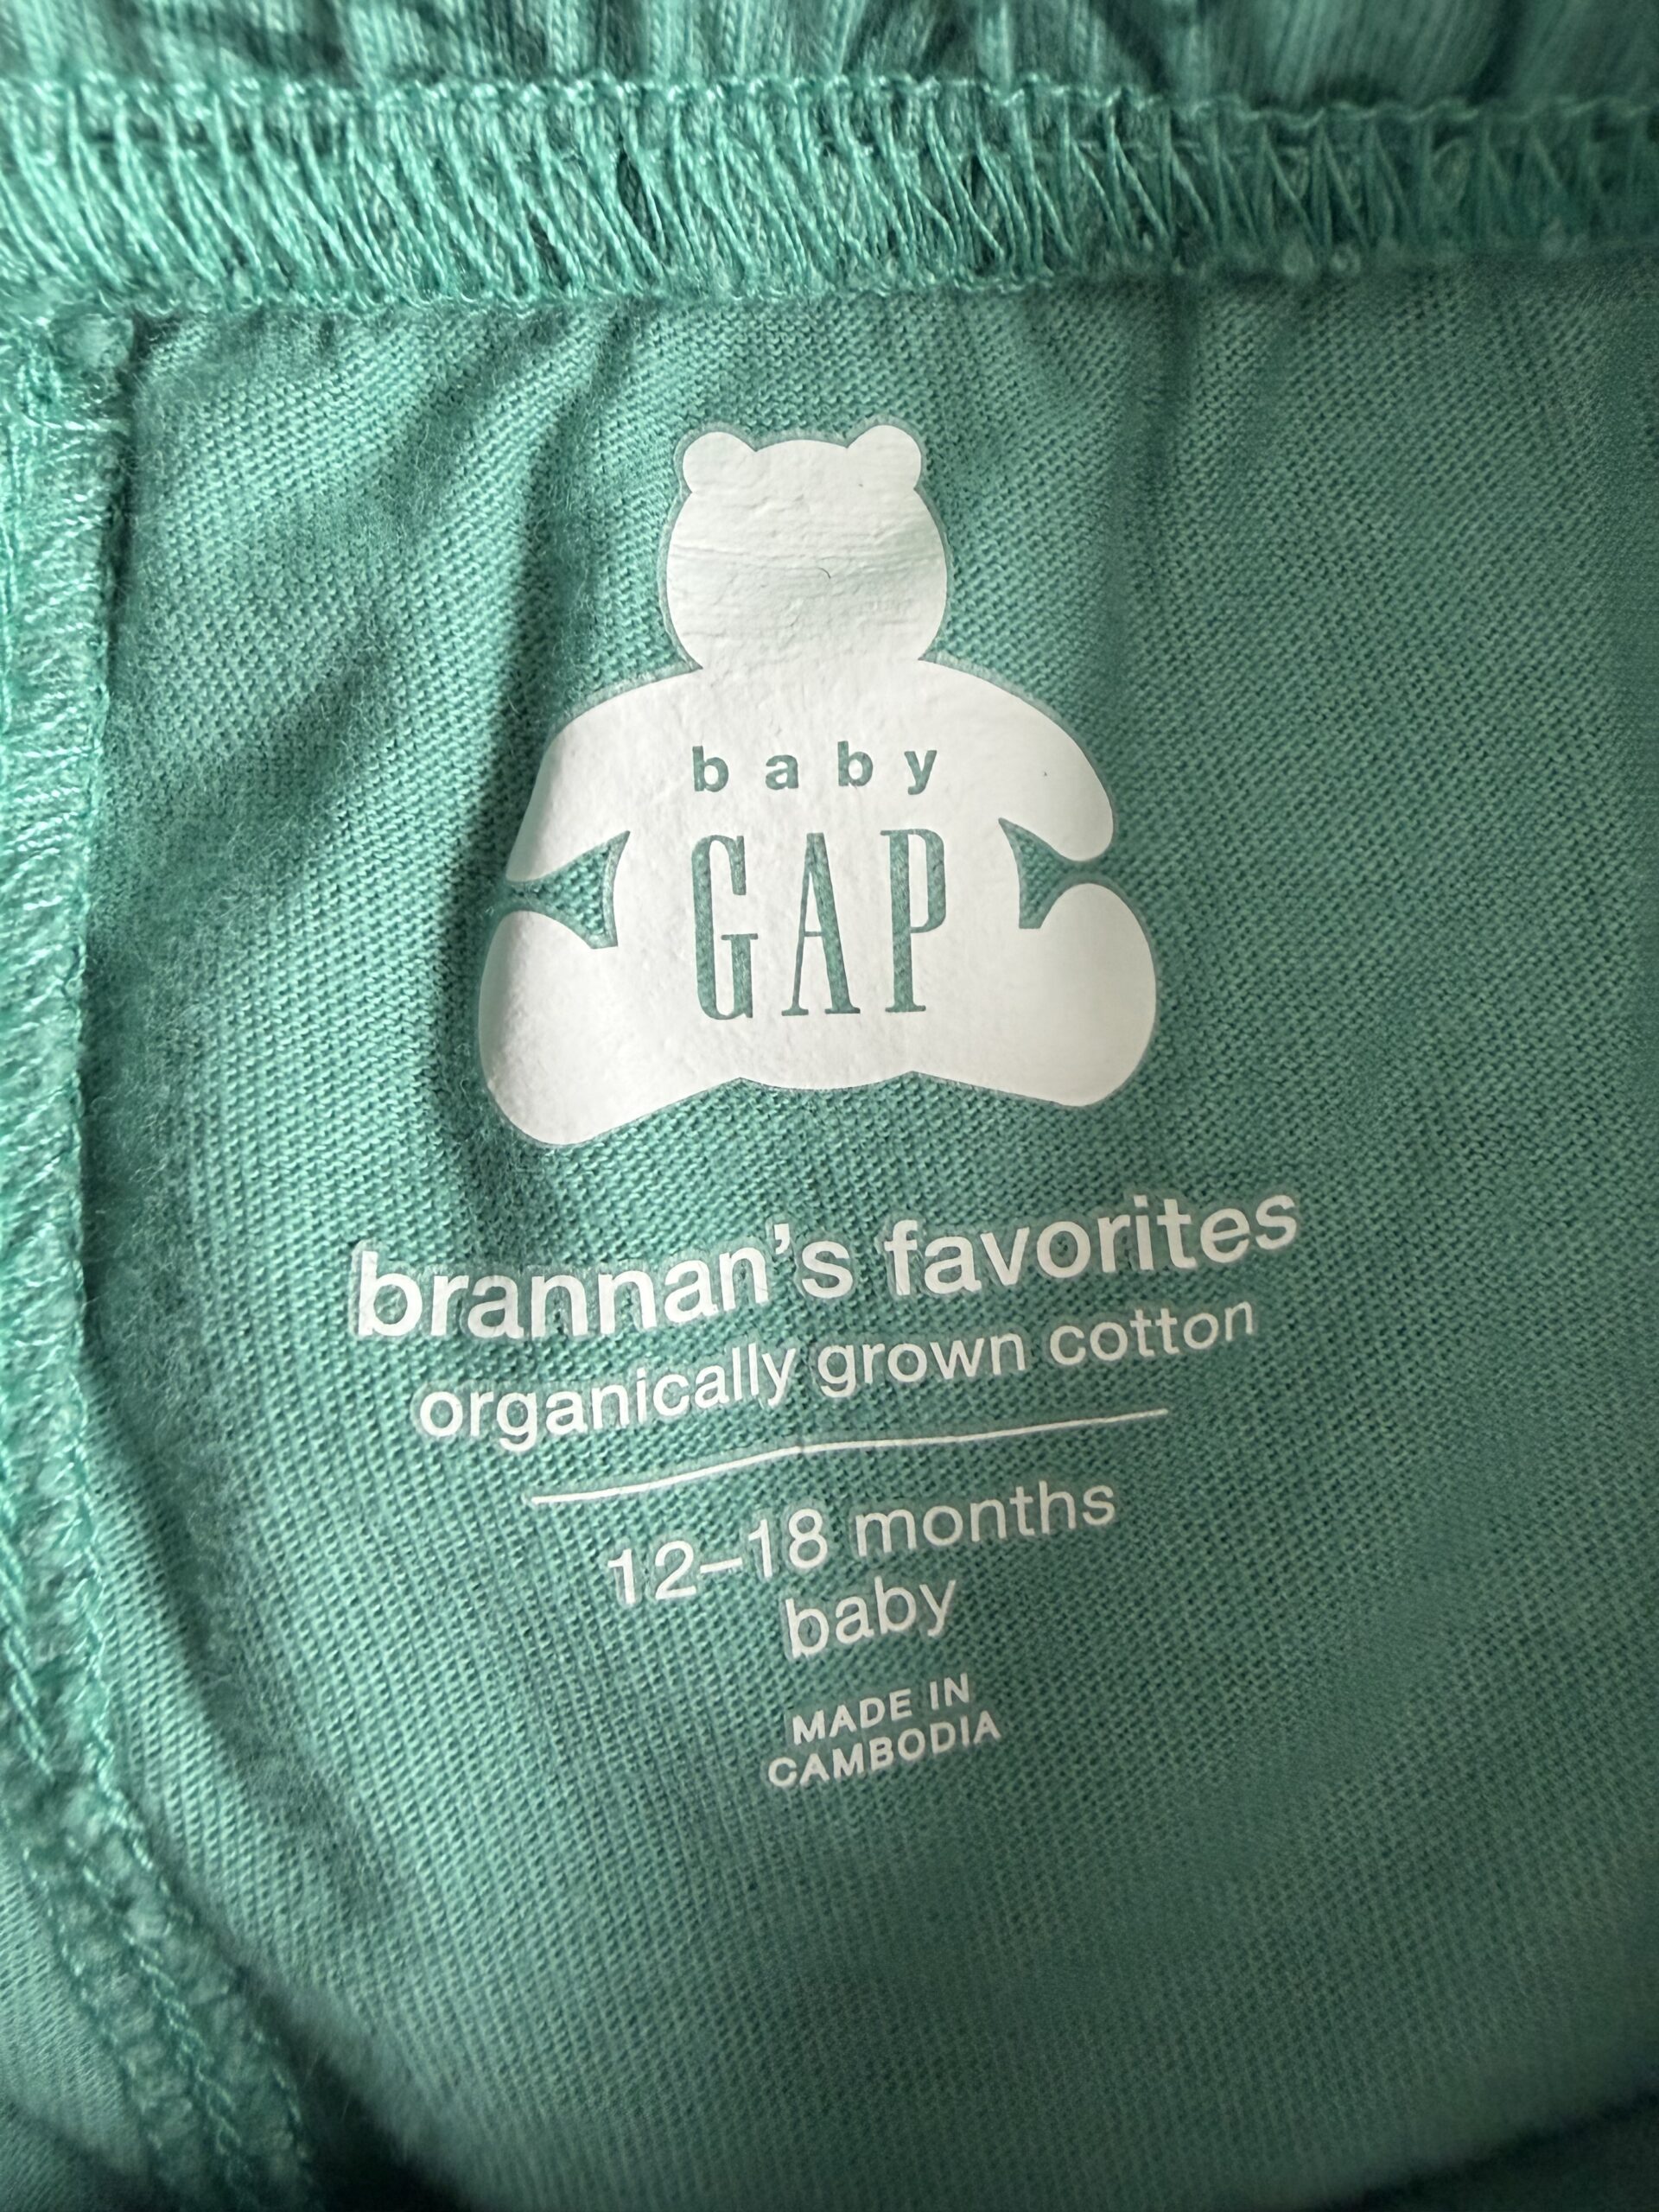 baby
GAP
brannan's favorites
organically grown cotton
12–18 months
baby
MADE IN
CAMBODIA